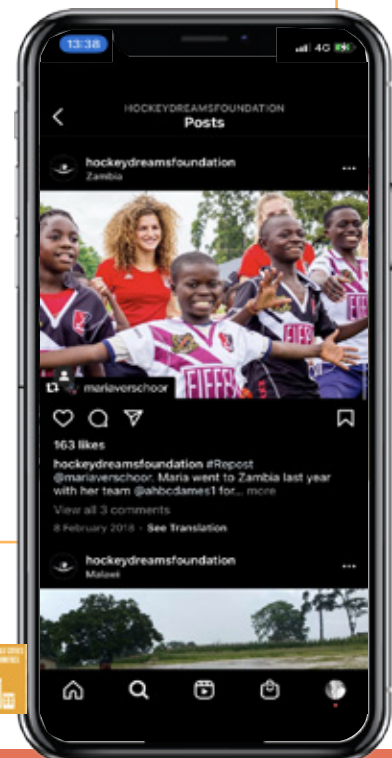 13:38
4G
HOCKEYDREAMSFOUNDATION
Posts
hockeydreamsfoundation
Zambia
mariaverschoor
163 likes
hockeydreamsfoundation #Repost
@mariaverschoor. Maria went to Zambia last year
with her team @ahbcdames1 for... more
View all 3 comments
8 February 2018 · See Translation
hockeydreamsfoundation
Malawi